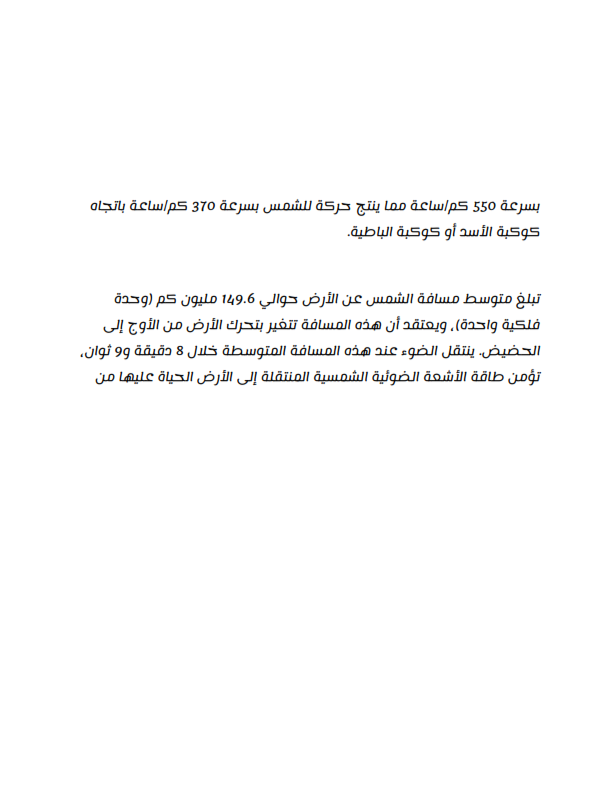 بسرعة 550 كم/ساعة مما ينتج حركة للشمس بسرعة 370 كم/ساعة باتجاه
كوكبة الأسد أو كوكبة الباطية.
تبلغ متوسط مسافة الشمس عن الأرض حوالي 149.6 مليون كم (وحدة
فلكية واحدة)، ويعتقد أن هذه المسافة تتغير بتحرك الأرض من الأوج إلى
الحضيض. ينتقل الضوء عند هذه المسافة المتوسطة خلال 8 دقيقة و9 ثوان،
تؤمن طاقة الأشعة الضوئية الشمسية المنتقلة إلى الأرض الحياة عليها من